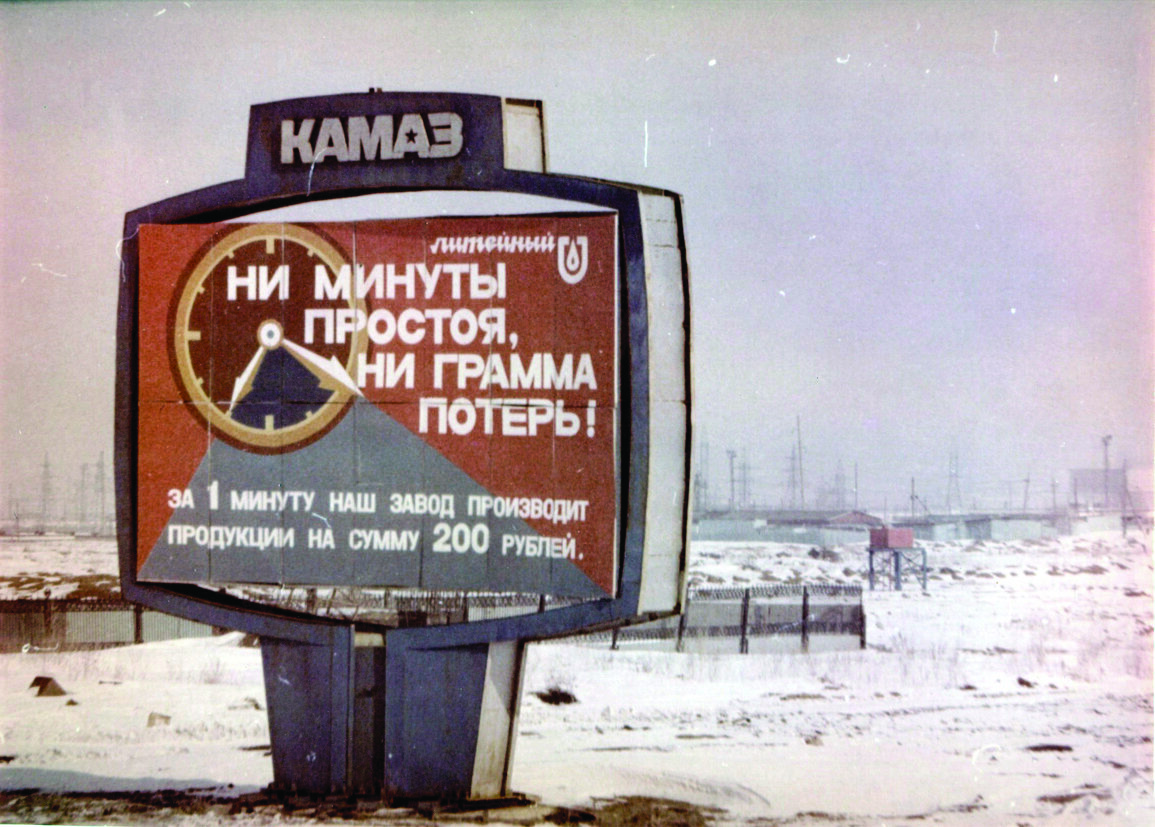 КАМАЗ
литейный
НИ МИНУТЫ
ПРОСТОЯ,
НИ ГРАММА
ПОТЕРЬ!
ЗА 1 МИНУТУ НАШ ЗАВОД ПРОИЗВОДИТ
ПРОДУКЦИИ НА СУММУ 200 РУБЛЕЙ.